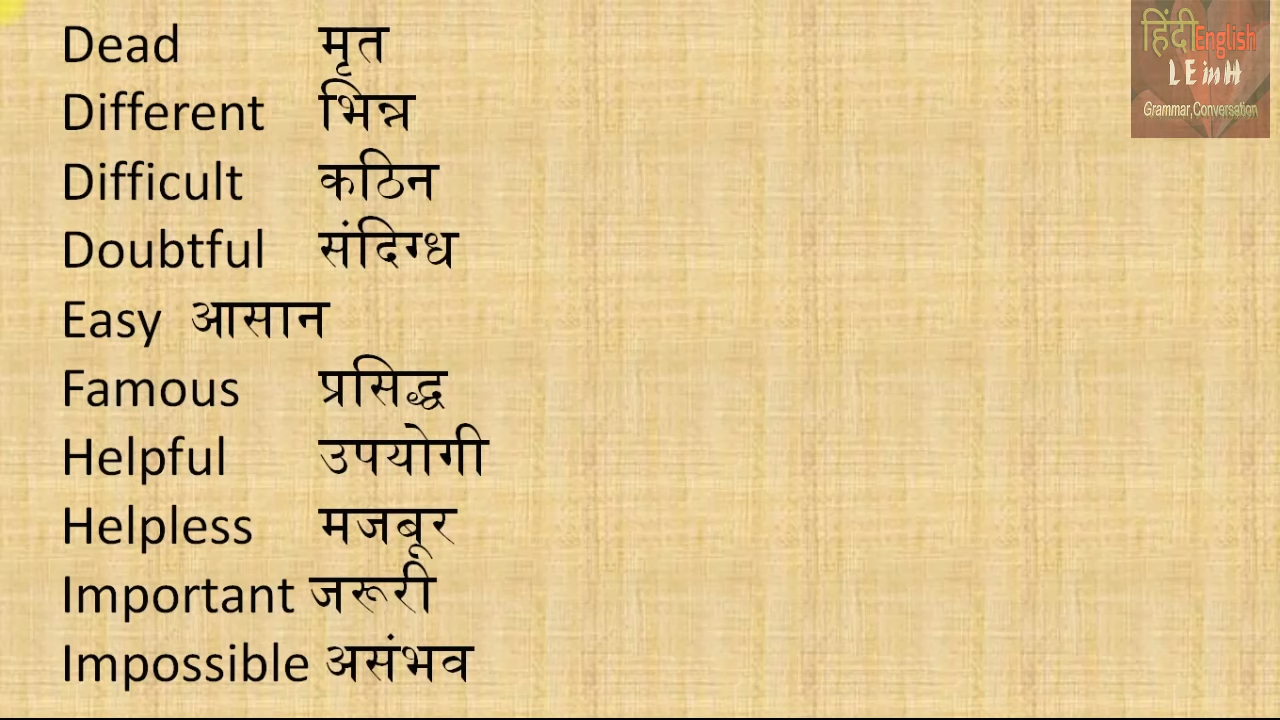 Dead मृत
Different भिन्न
Difficult कठिन
Doubtful संदिग्ध
Easy आसान
Famous प्रसिद्ध
Helpful उपयोगी
Helpless मजबूर
Important जरूरी
Impossible असंभव
हिंदी English
L E in H
Grammar,Conversation